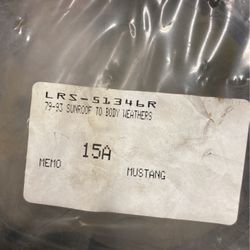 LRS-51346R
79-93 SUNROOF TO BODY WEATHERS
15A
MEMO MUSTANG